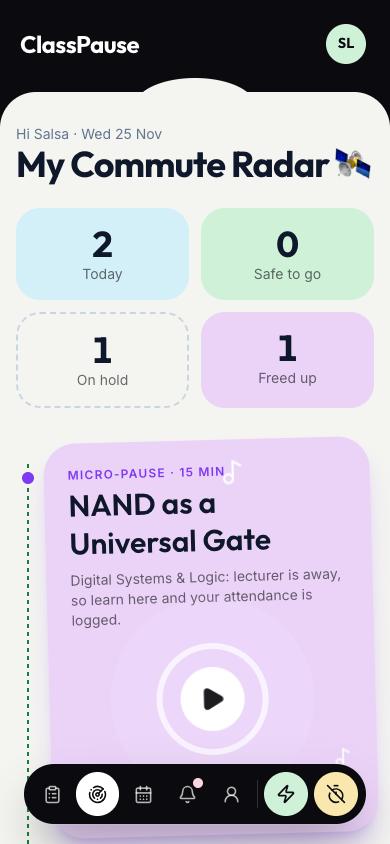 ClassPause
SL
Hi Salsa · Wed 25 Nov
My Commute Radar
2
Today
0
Safe to go
1
On hold
1
Freed up
MICRO-PAUSE · 15 MIN
NAND as a
Universal Gate
Digital Systems & Logic: lecturer is away,
so learn here and your attendance is
logged.